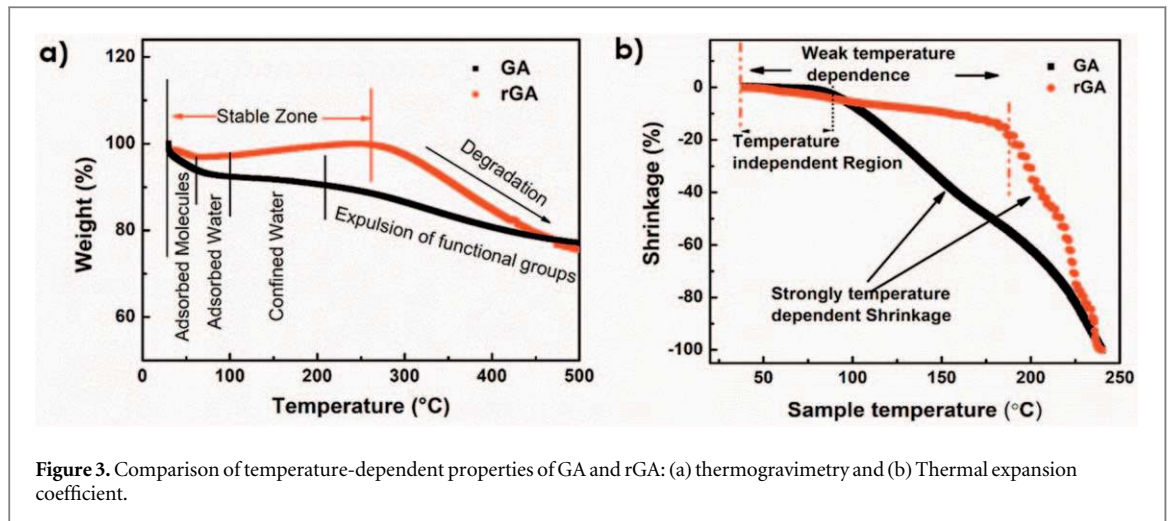 a)
120
100
80
60
Weight (%)
GA
rGA
Stable Zone
Degradation
Adsorbed Molecules
Adsorbed Water
Confined Water
Expulsion of functional groups
0
100
200
300
400
500
Temperature (°C)
b)
0
-20
-40
-60
-80
-100
Shrinkage (%)
Weak temperature
dependence
GA
rGA
Temperature
independent Region
Strongly temperature
dependent Shrinkage
50
100
150
200
250
Sample temperature (°C)
Figure 3. Comparison of temperature-dependent properties of GA and rGA: (a) thermogravimetry and (b) Thermal expansion
coefficient.